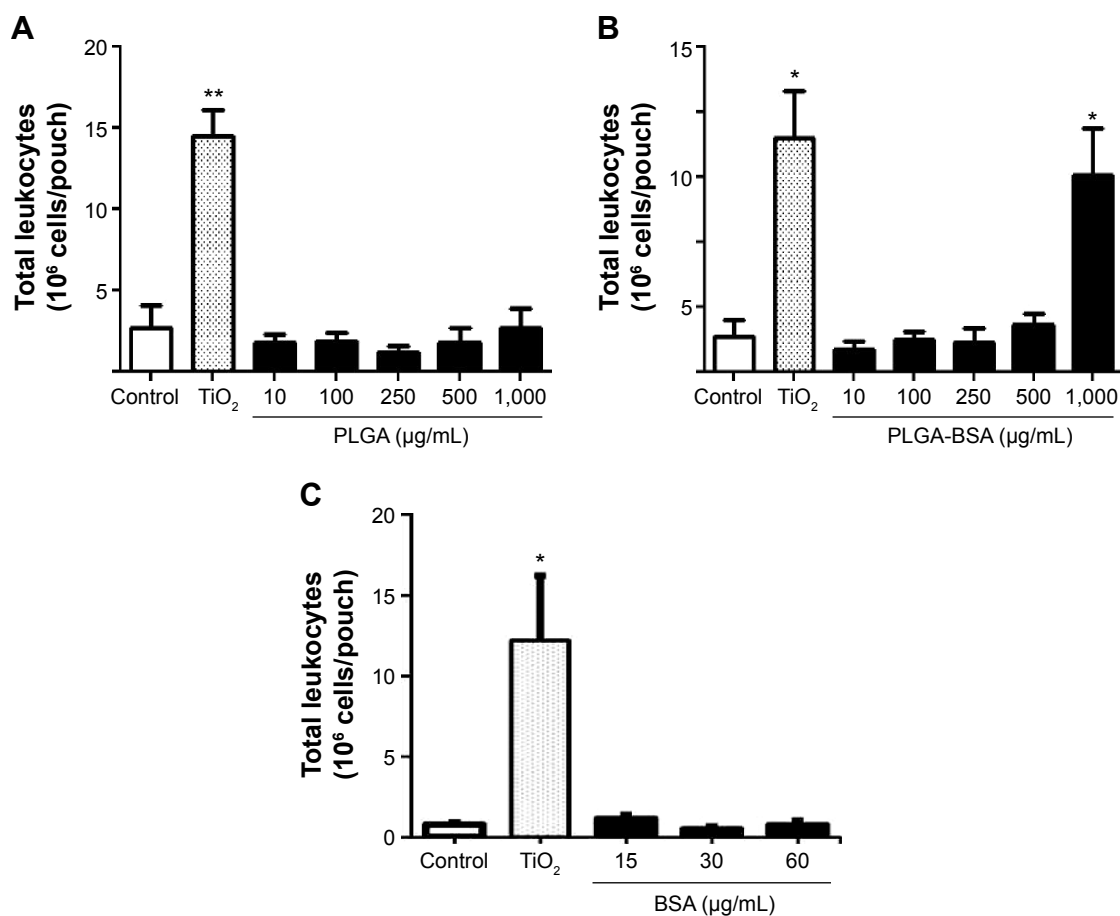 A
Total leukocytes
(10⁶ cells/pouch)
20
15
10
5
**
Control TiO₂ 10 100 250 500 1,000
PLGA (µg/mL)
B
Total leukocytes
(10⁶ cells/pouch)
15
10
5
* *
Control TiO₂ 10 100 250 500 1,000
PLGA-BSA (µg/mL)
C
Total leukocytes
(10⁶ cells/pouch)
20
15
10
5
0
*
Control TiO₂ 15 30 60
BSA (µg/mL)